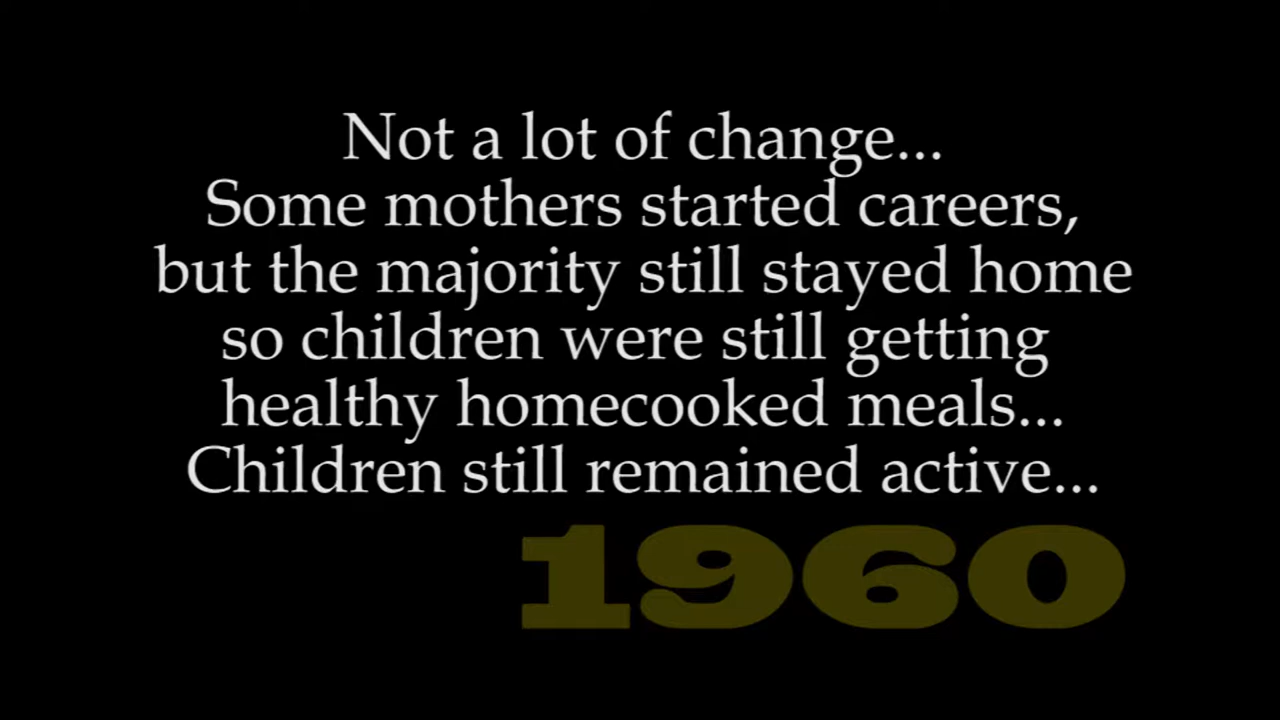 Not a lot of change...
Some mothers started careers,
but the majority still stayed home
so children were still getting
healthy homecooked meals...
Children still remained active...
1960